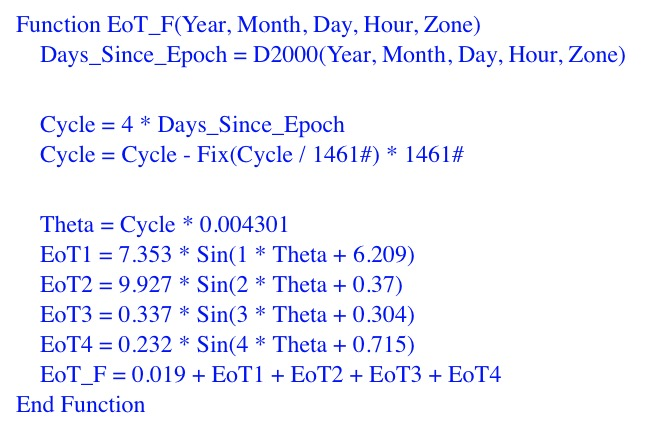 Function EoT_F(Year, Month, Day, Hour, Zone)
Days_Since_Epoch = D2000(Year, Month, Day, Hour, Zone)
Cycle = 4 * Days_Since_Epoch
Cycle = Cycle - Fix(Cycle / 1461#) * 1461#
Theta = Cycle * 0.004301
EoT1 = 7.353 * Sin(1 * Theta + 6.209)
EoT2 = 9.927 * Sin(2 * Theta + 0.37)
EoT3 = 0.337 * Sin(3 * Theta + 0.304)
EoT4 = 0.232 * Sin(4 * Theta + 0.715)
EoT_F = 0.019 + EoT1 + EoT2 + EoT3 + EoT4
End Function